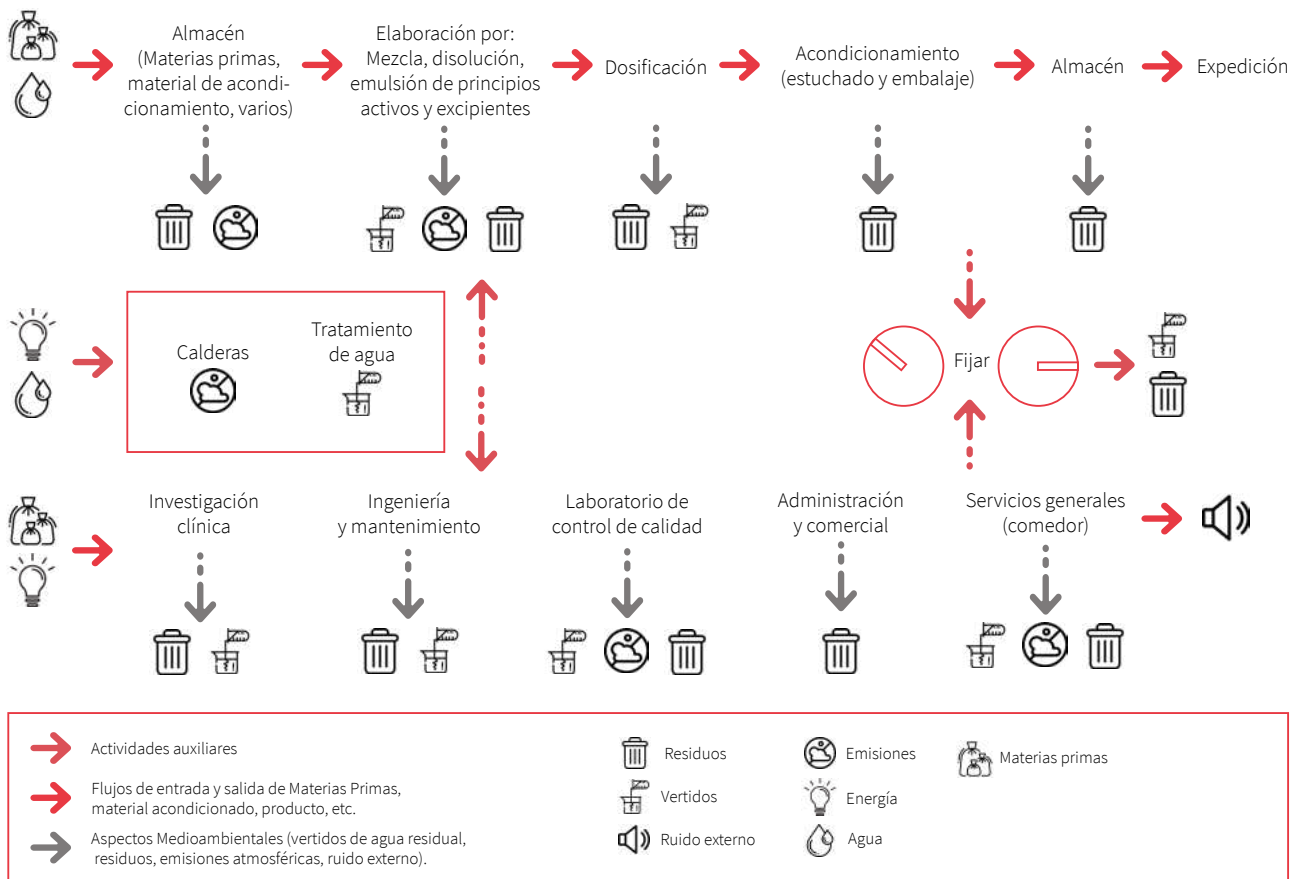 Almacén
(Materias primas,
material de acondi-
cionamiento, varios)
Elaboración por:
Mezcla, disolución,
emulsión de principios
activos y excipientes
Dosificación
Acondicionamiento
(estuchado y embalaje)
Almacén
Expedición
Calderas
Tratamiento
de agua
Fijar
Investigación
clínica
Ingeniería
y mantenimiento
Laboratorio de
control de calidad
Administración
y comercial
Servicios generales
(comedor)
Actividades auxiliares
Flujos de entrada y salida de Materias Primas,
material acondicionado, producto, etc.
Aspectos Medioambientales (vertidos de agua residual,
residuos, emisiones atmosféricas, ruido externo).
Residuos
Vertidos
Ruido externo
Emisiones
Energía
Agua
Materias primas